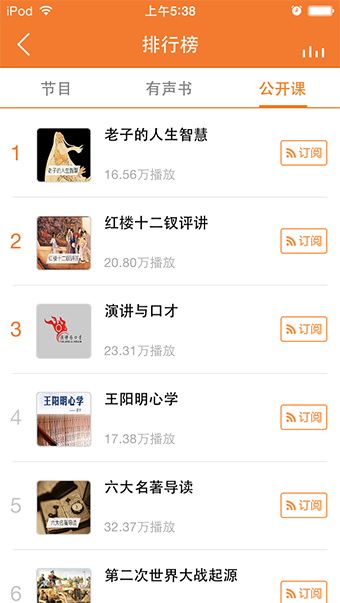 iPod 上午5:38
排行榜
节目 有声书 公开课
1
老子的人生智慧
老子的人生智慧
16.56万播放
订阅
2
红楼十二钗评讲
红楼十二钗评讲
20.80万播放
订阅
3
演讲与口才
演讲与口才
23.31万播放
订阅
4
王阳明心学
王阳明心学
17.38万播放
订阅
5
六大名著导读
六大名著导读
32.37万播放
订阅
6
第二次世界大战起源
订阅